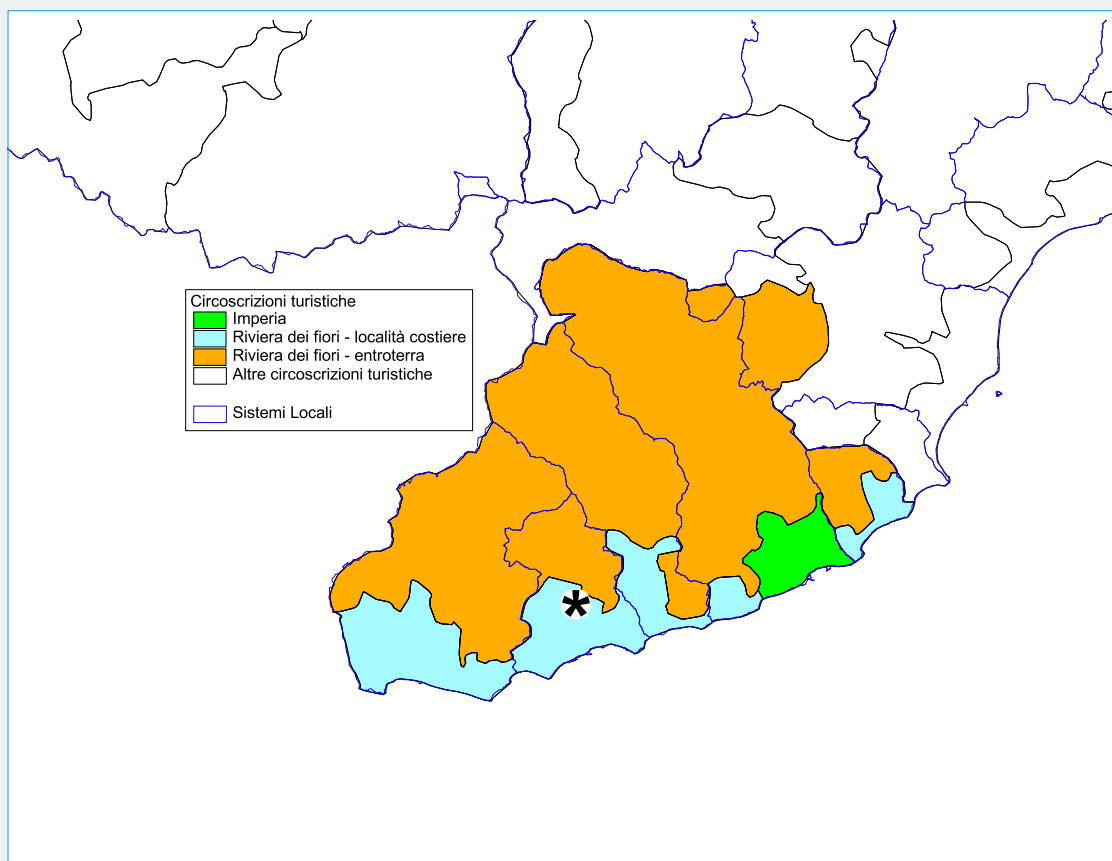 Circoscrizioni turistiche
Imperia
Riviera dei fiori - località costiere
Riviera dei fiori - entroterra
Altre circoscrizioni turistiche
Sistemi Locali
*